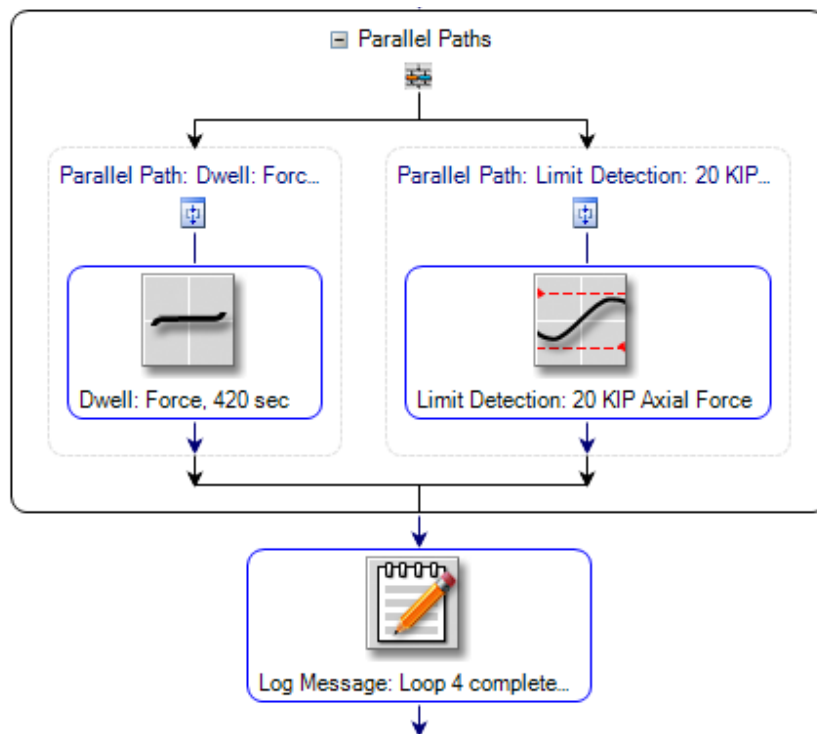 Parallel Paths
Parallel Path: Dwell: Forc...
Parallel Path: Limit Detection: 20 KIP...
Dwell: Force, 420 sec
Limit Detection: 20 KIP Axial Force
Log Message: Loop 4 complete...